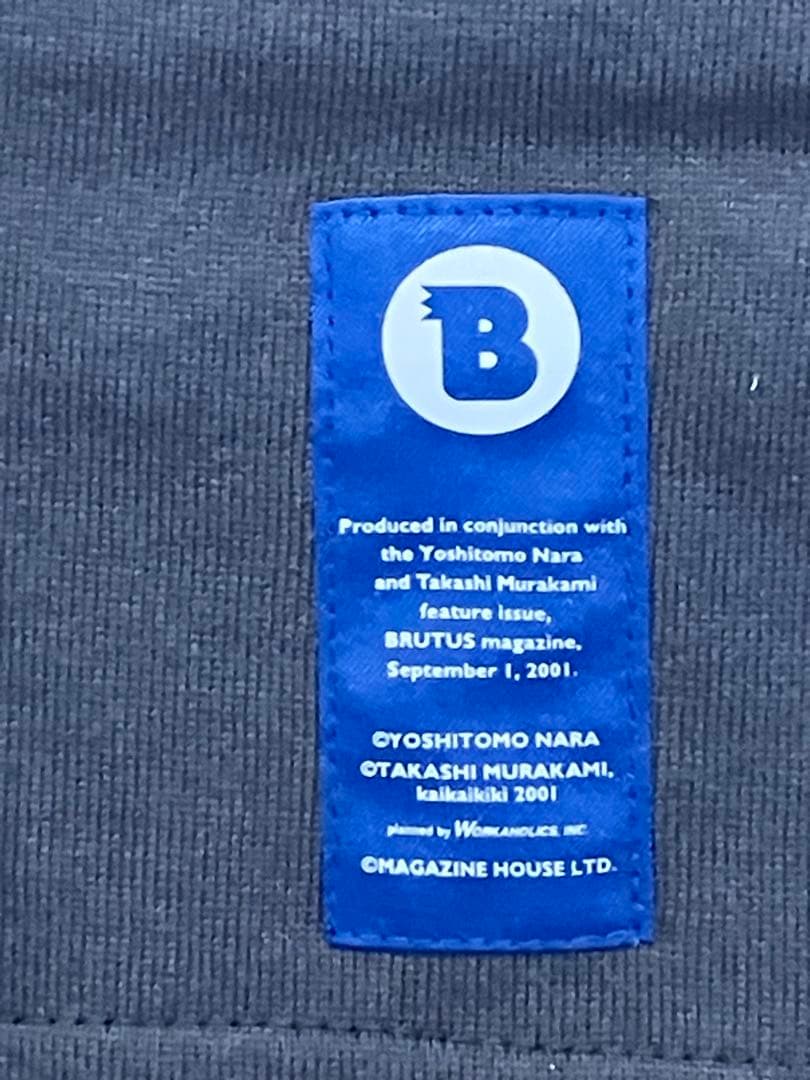 B
Produced in conjunction with
the Yoshitomo Nara
and Takashi Murakami
feature issue,
BRUTUS magazine,
September 1, 2001.
©YOSHITOMO NARA
©TAKASHI MURAKAMI,
kaikaikiki 2001
planned by WORKAHOLICS, INC
©MAGAZINE HOUSE LTD.